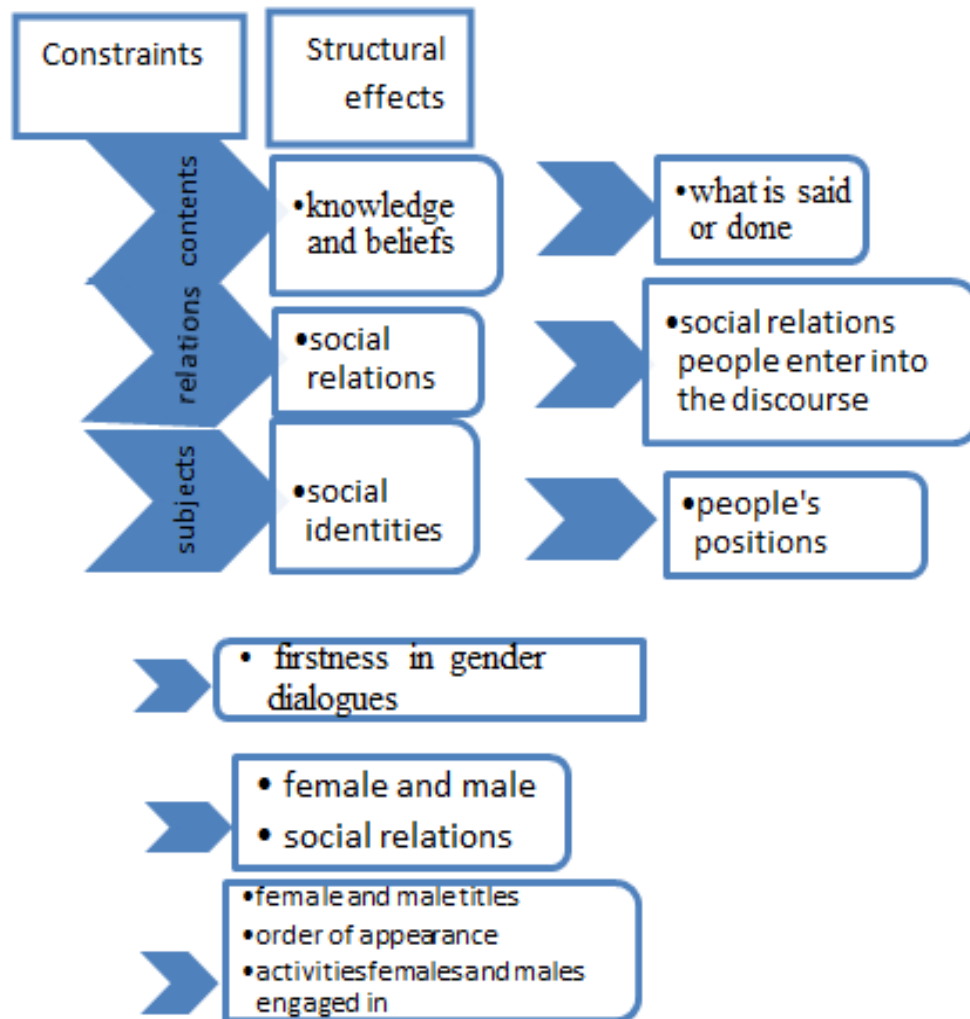 Constraints
Structural
effects
contents
•knowledge
and beliefs
•what is said
or done
relations
•social
relations
•social relations
people enter into
the discourse
subjects
•social
identities
•people's
positions
• firstness in gender
dialogues
• female and male
• social relations
•female and male titles
•order of appearance
•activities females and males
engaged in